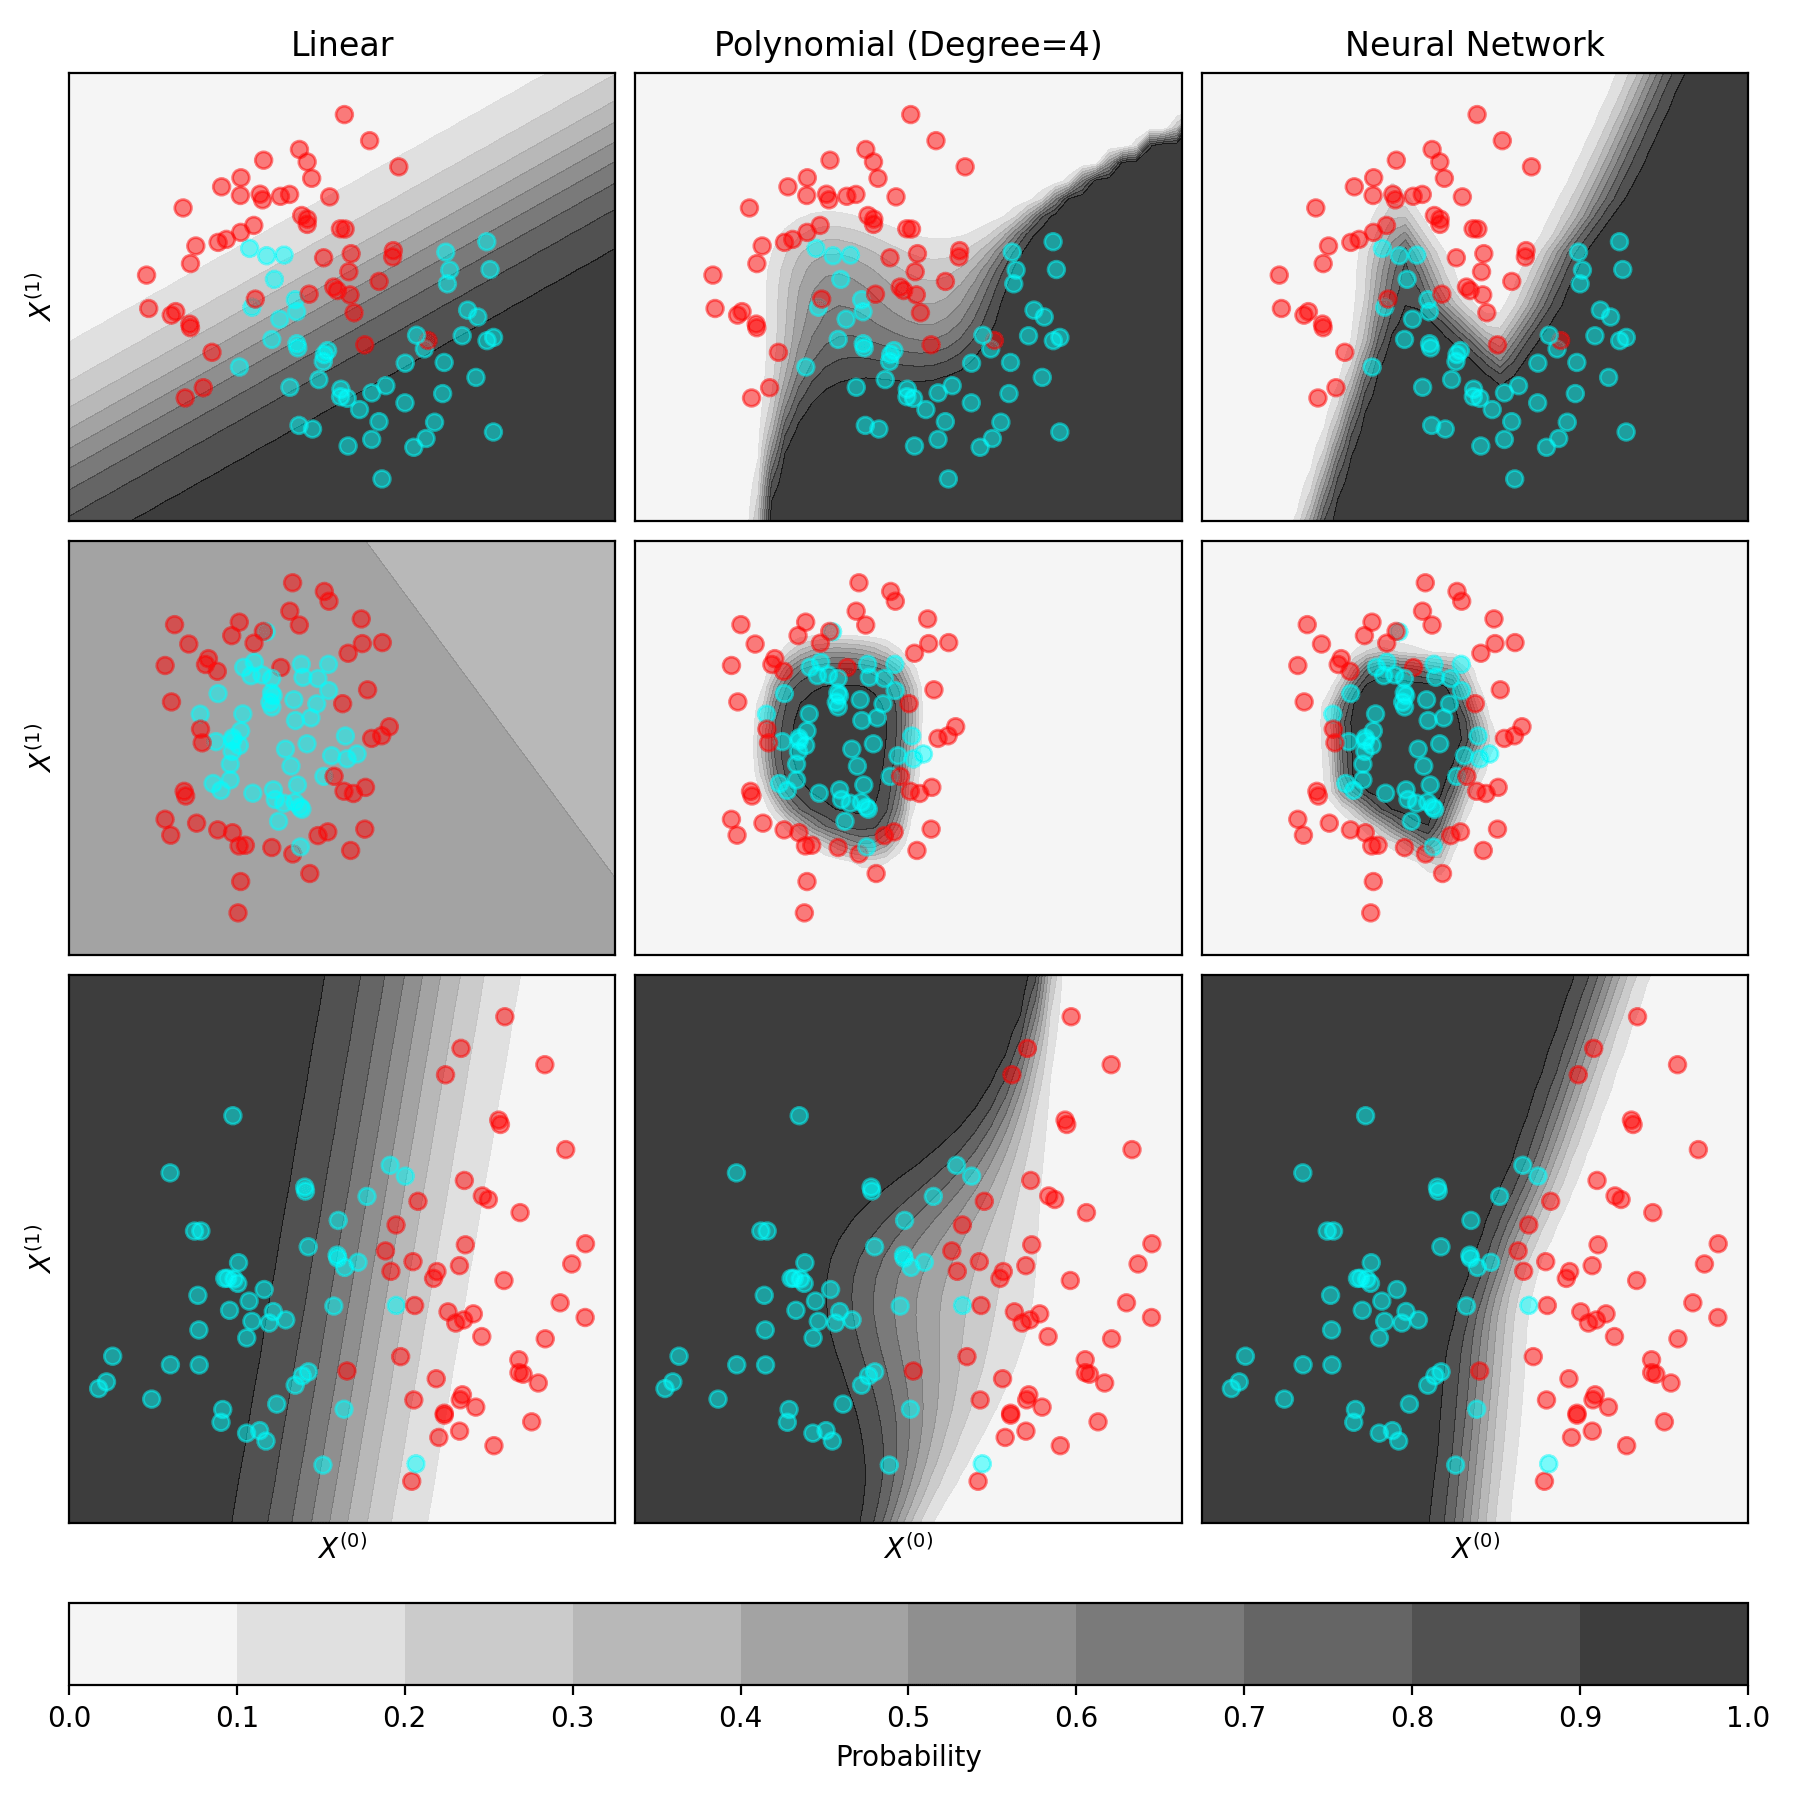 Linear
Polynomial (Degree=4)
Neural Network
X^(1)
X^(1)
X^(1)
X^(0)
X^(0)
X^(0)
0.0 0.1 0.2 0.3 0.4 0.5 0.6 0.7 0.8 0.9 1.0
Probability